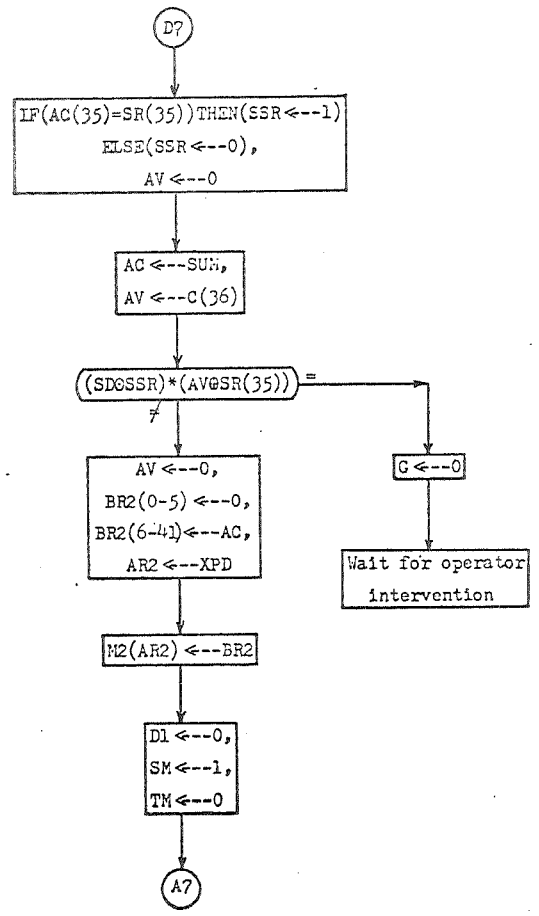 D7
IF(AC(35)=SR(35))THEN(SSR<---1)
ELSE(SSR<---0),
AV<---0
AC<---SUM,
AV<---C(36)
((SD⊙SSR)*(AV⊕SR(35))
=
≠
AV<---0,
BR2(0-5)<---0,
BR2(6-41)<---AC,
AR2<---XPD
G<---0
Wait for operator
intervention
M2(AR2)<---BR2
D1<---0,
SM<---1,
TM<---0
A7